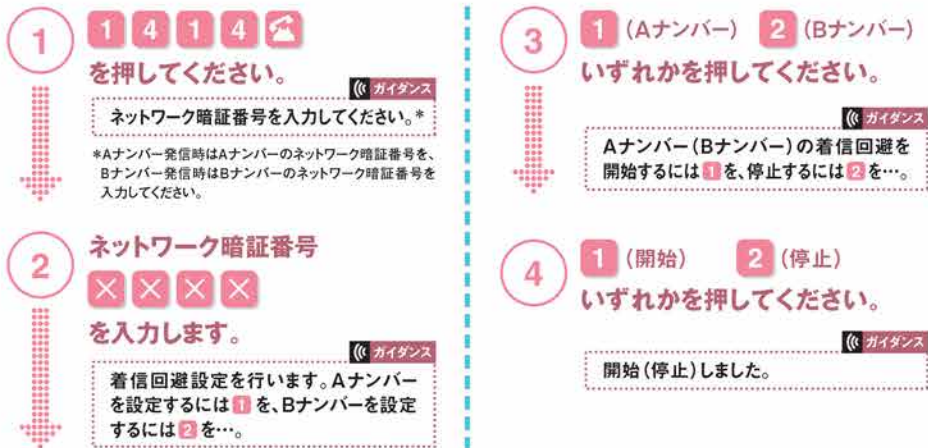 1
1 4 1 4
を押してください。
ガイダンス
ネットワーク暗証番号を入力してください。*
*Aナンバー発信時はAナンバーのネットワーク暗証番号を、
Bナンバー発信時はBナンバーのネットワーク暗証番号を
入力してください。
2
ネットワーク暗証番号
× × × ×
を入力します。
ガイダンス
着信回避設定を行います。Aナンバー
を設定するには 1 を、Bナンバーを設定
するには 2 を…。
3
1 (Aナンバー) 2 (Bナンバー)
いずれかを押してください。
ガイダンス
Aナンバー(Bナンバー)の着信回避を
開始するには 1 を、停止するには 2 を…。
4
1 (開始) 2 (停止)
いずれかを押してください。
ガイダンス
開始(停止)しました。